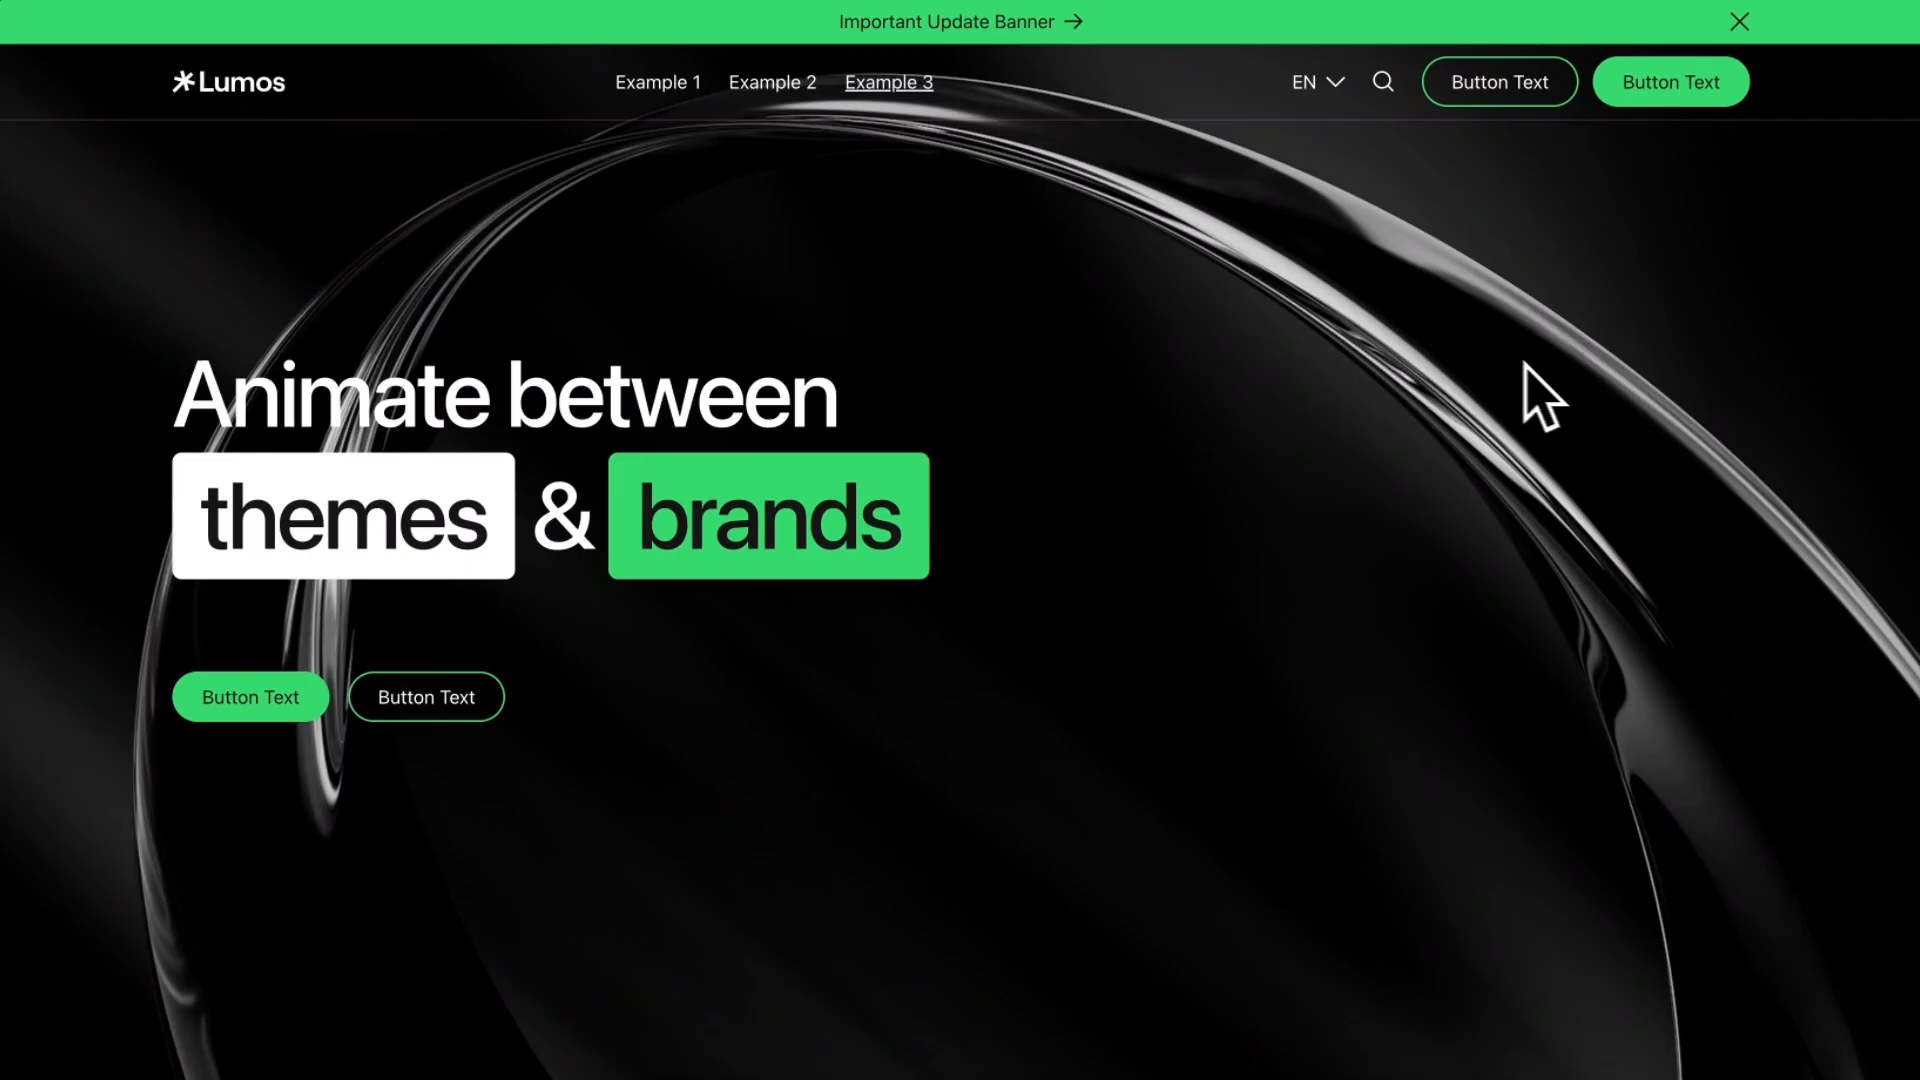 Important Update Banner →
Lumos
Example 1 Example 2 Example 3
EN
Button Text
Button Text
Animate between
themes & brands
Button Text
Button Text